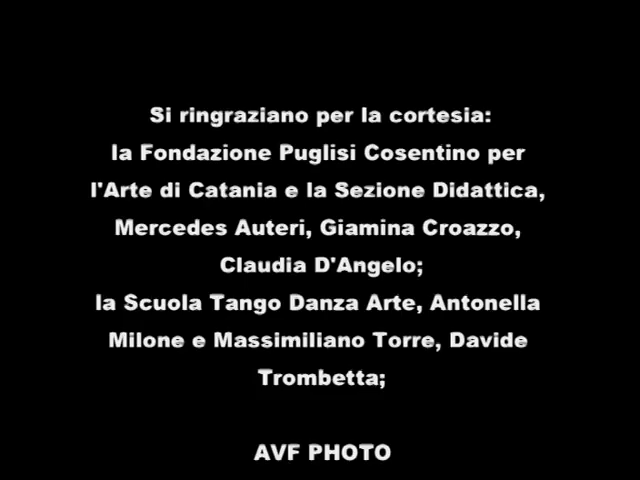 Si ringraziano per la cortesia:
la Fondazione Puglisi Cosentino per
l'Arte di Catania e la Sezione Didattica,
Mercedes Auteri, Giamina Croazzo,
Claudia D'Angelo;
la Scuola Tango Danza Arte, Antonella
Milone e Massimiliano Torre, Davide
Trombetta;
AVF PHOTO